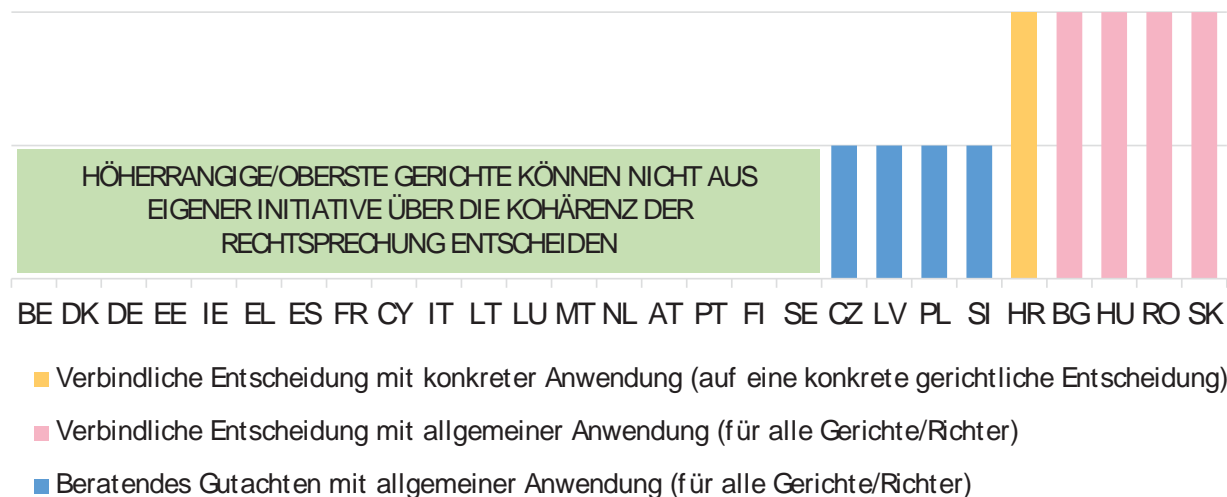 HÖHERRANGIGE/OBERSTE GERICHTE KÖNNEN NICHT AUS
EIGENER INITIATIVE ÜBER DIE KOHÄRENZ DER
RECHTSPRECHUNG ENTSCHEIDEN
BE DK DE EE IE EL ES FR CY IT LT LU MT NL AT PT FI SE CZ LV PL SI HR BG HU RO SK
Verbindliche Entscheidung mit konkreter Anwendung (auf eine konkrete gerichtliche Entscheidung)
Verbindliche Entscheidung mit allgemeiner Anwendung (für alle Gerichte/Richter)
Beratendes Gutachten mit allgemeiner Anwendung (für alle Gerichte/Richter)